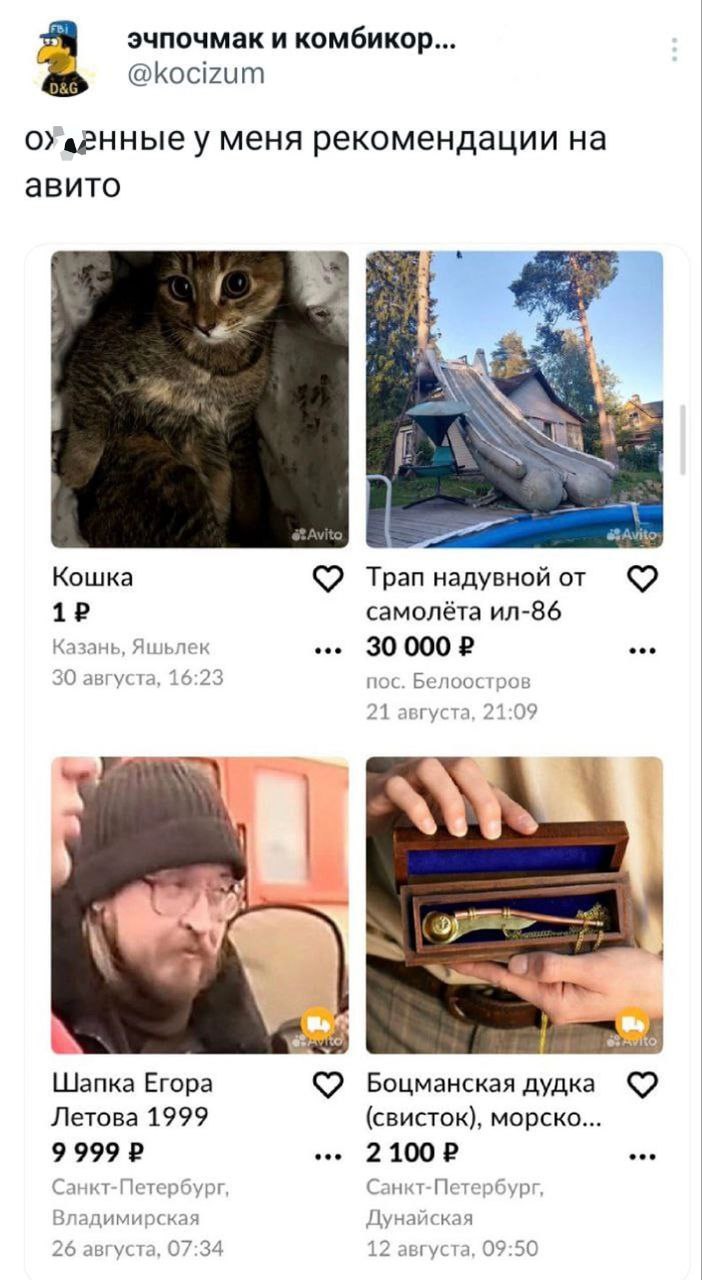 FBI
D&G
эчпочмак и комбикор...
@kocizum
енные у меня рекомендации на
авито
Avito
Avito
Кошка
1 ₽
Казань, Яшьлек
30 августа, 16:23
Трап надувной от
самолёта ил-86
30 000 ₽
пос. Белоостров
21 августа, 21:09
Avito
Avito
Шапка Егора
Летова 1999
9 999 ₽
Санкт-Петербург,
Владимирская
26 августа, 07:34
Боцманская дудка
(свисток), морско...
2 100 ₽
Санкт-Петербург,
Дунайская
12 августа, 09:50